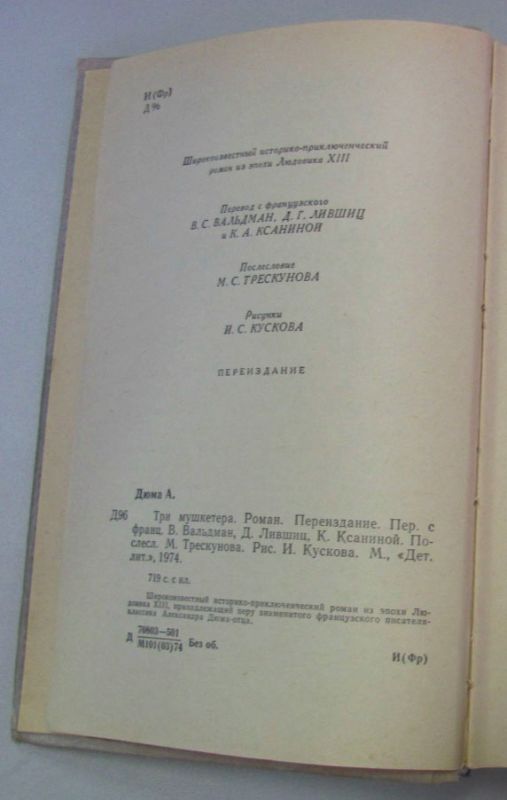 И(Фр)
Д 96
Широкоизвестный историко-приключенческий
роман из эпохи Людовика XIII
Перевод с французского
В. С. ВАЛЬДМАН, Д. Г. ЛИВШИЦ
и К. А. КСАНИНОЙ
Послесловие
М. С. ТРЕСКУНОВА
Рисунки
И. С. КУСКОВА
ПЕРЕИЗДАНИЕ
Дюма А.
Д96 Три мушкетера. Роман. Переиздание. Пер. с
франц. В. Вальдман, Д. Лившиц, К. Ксаниной. По-
слесл. М. Трескунова. Рис. И. Кускова. М., «Дет.
лит.», 1974.
719 с. с ил.
Широкоизвестный историко-приключенческий роман из эпохи Лю-
довика XIII, принадлежащий перу знаменитого французского писателя-
классика Александра Дюма-отца.
Д 70803—501
М101(03)74 Без об.
И(Фр)